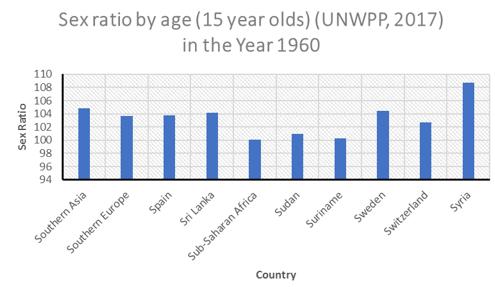 Sex ratio by age (15 year olds) (UNWPP, 2017)
in the Year 1960
110
108
106
104
102
100
98
96
94
Sex Ratio
Southern Asia
Southern Europe
Spain
Sri Lanka
Sub-Saharan Africa
Sudan
Suriname
Sweden
Switzerland
Syria
Country